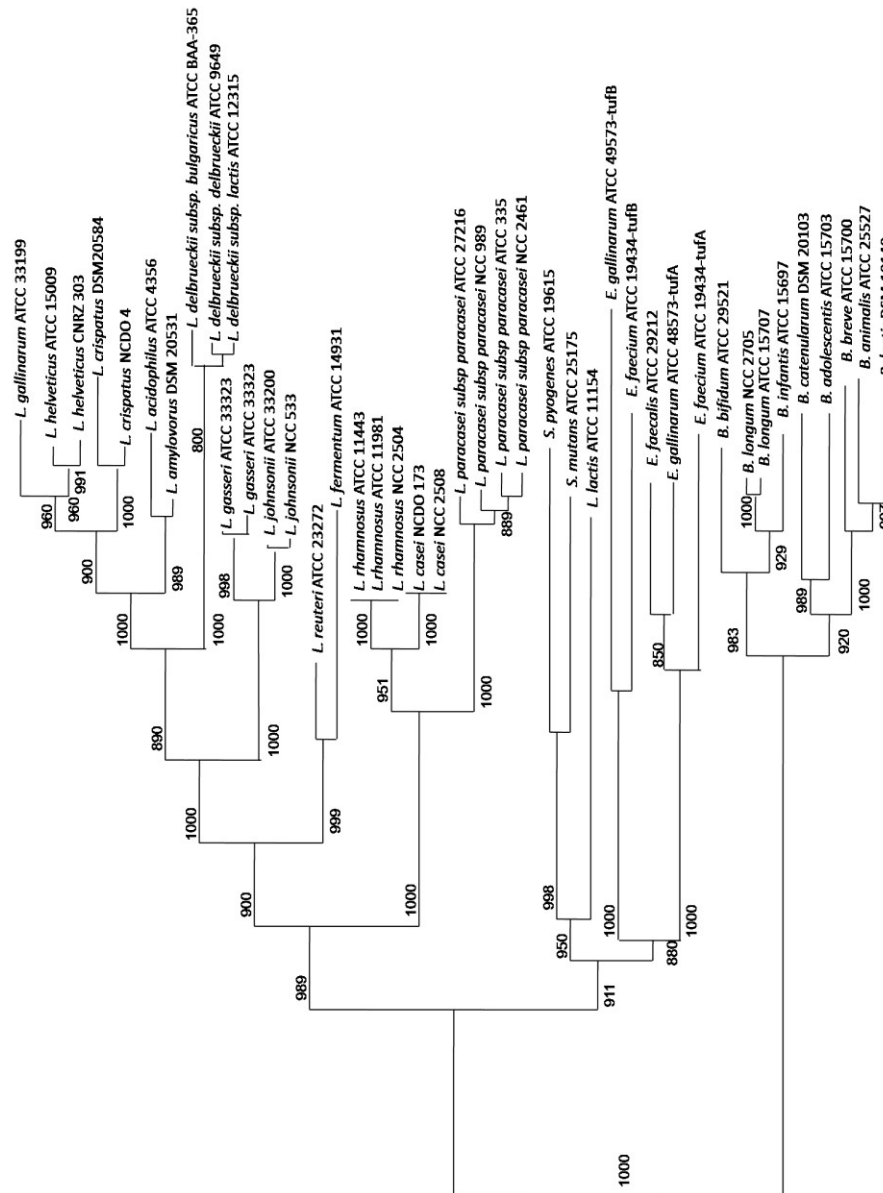 L. gallinarum ATCC 33199
L. helveticus ATCC 15009
L. helveticus CNRZ 303
L. crispatus DSM20584
L. crispatus NCDO 4
L. acidophilus ATCC 4356
L. amylovorus DSM 20531
L. delbrueckii subsp. bulgaricus ATCC BAA-365
L. delbrueckii subsp. delbrueckii ATCC 9649
L. delbrueckii subsp. lactis ATCC 12315
L. gasseri ATCC 33323
L. gasseri ATCC 33323
L. johnsonii ATCC 33200
L. johnsonii NCC 533
L. reuteri ATCC 23272
L. fermentum ATCC 14931
L. rhamnosus ATCC 11443
L.rhamnosus ATCC 11981
L. rhamnosus NCC 2504
L. casei NCDO 173
L. casei NCC 2508
L. paracasei subsp paracasei ATCC 27216
L. paracasei subsp paracasei NCC 989
L. paracasei subsp paracasei ATCC 335
L. paracasei subsp paracasei NCC 2461
S. pyogenes ATCC 19615
S. mutans ATCC 25175
L. lactis ATCC 11154
E. gallinarum ATCC 49573-tufB
E. faecium ATCC 19434-tufB
E. faecalis ATCC 29212
E. gallinarum ATCC 48573-tufA
E. faecium ATCC 19434-tufA
B. bifidum ATCC 29521
B. longum NCC 2705
B. longum ATCC 15707
B. infantis ATCC 15697
B. catenularum DSM 20103
B. adolescentis ATCC 15703
B. breve ATCC 15700
B. animalis ATCC 25527
960
960
991
900
1000
1000
989
800
890
1000
998
1000
1000
1000
999
900
1000
1000
951
1000
889
1000
989
998
950
911
1000
880
1000
850
1000
983
929
989
920
1000
1000